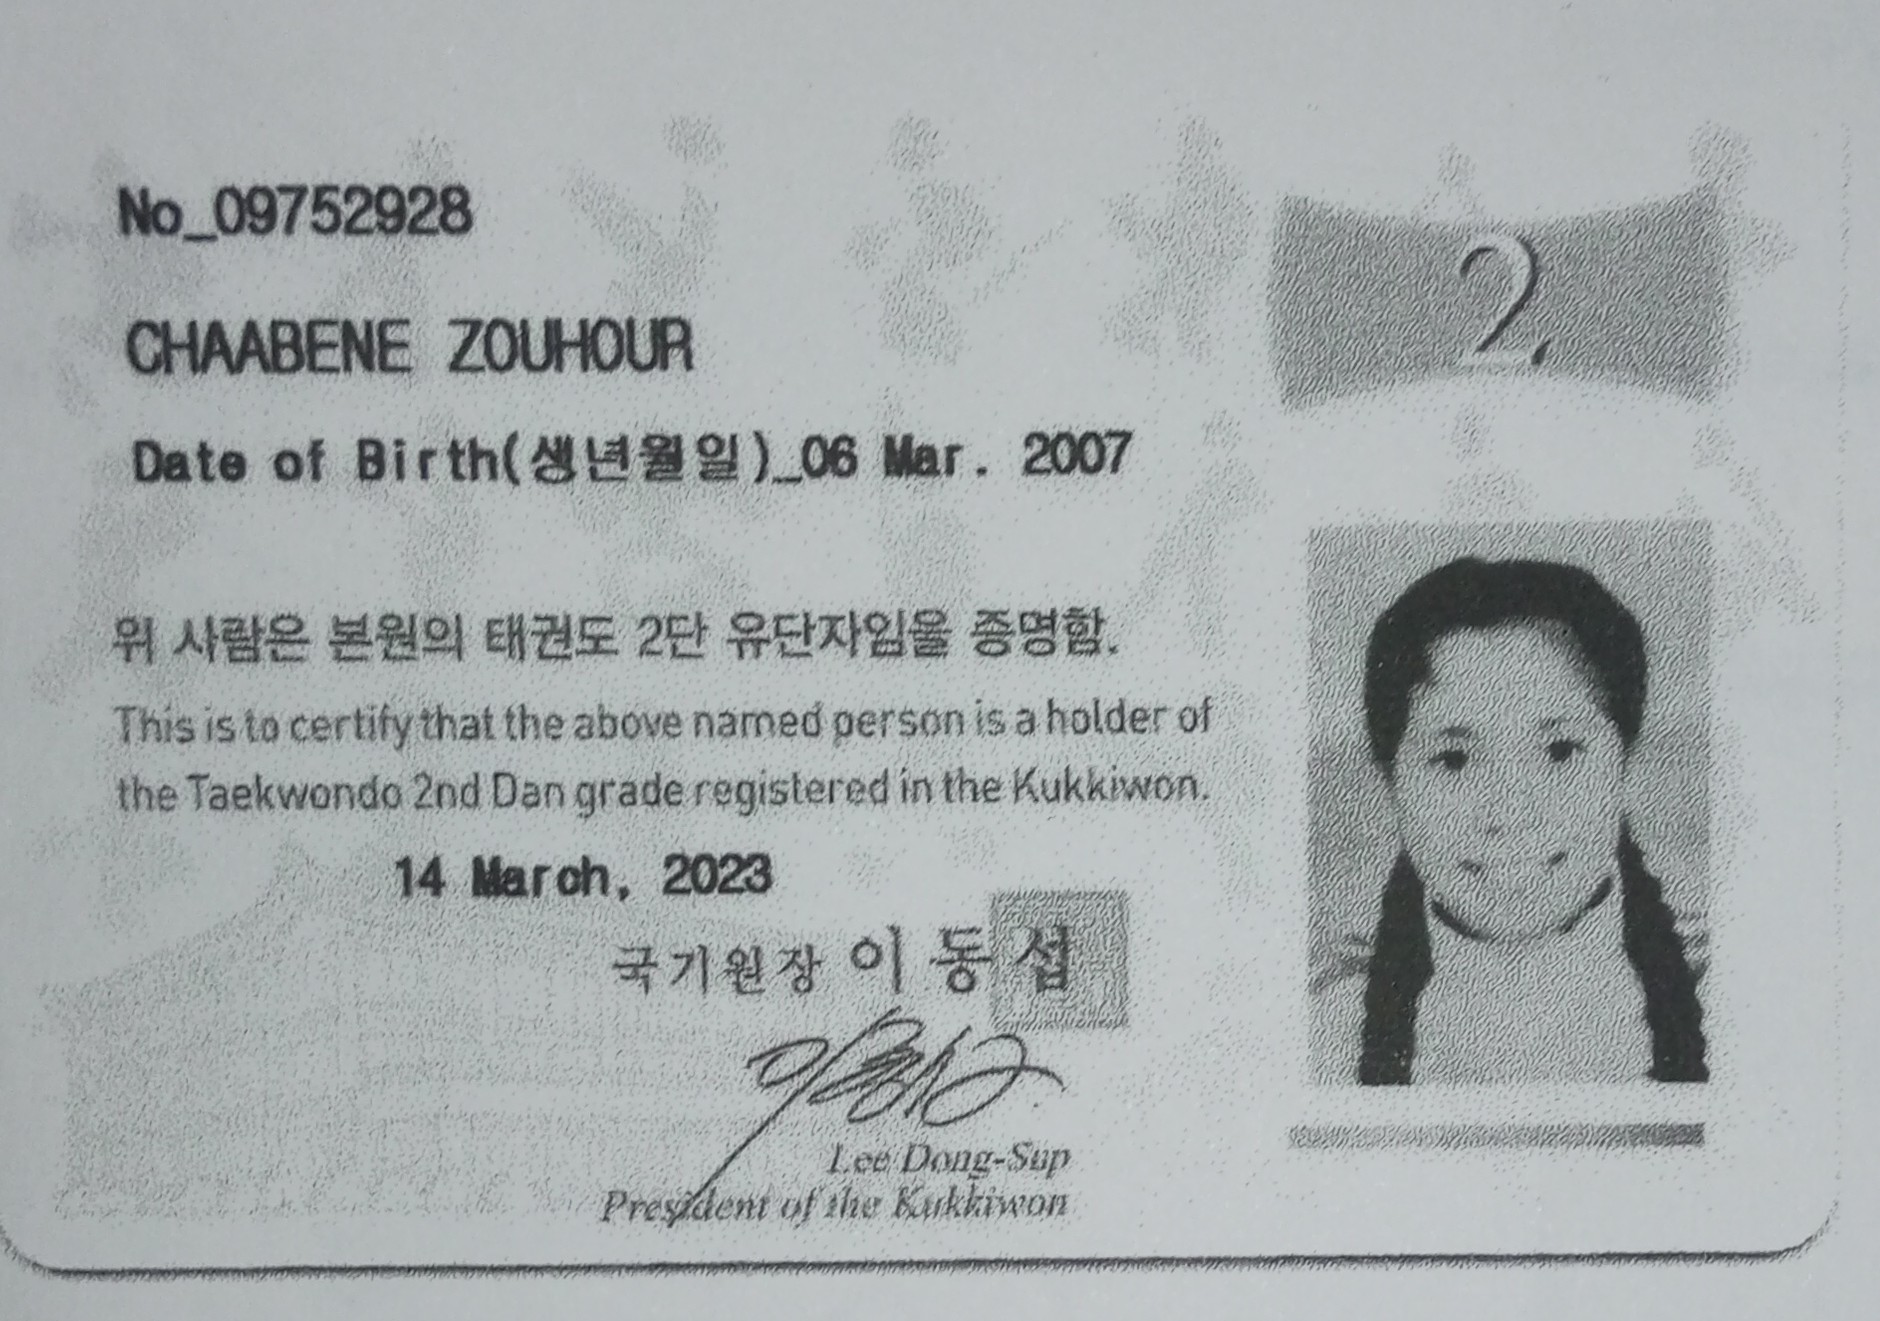 No_09752928
2
CHAABENE ZOUHOUR
Date of Birth(생년월일)_06 Mar. 2007
위 사람은 본원의 태권도 2단 유단자임을 증명함.
This is to certify that the above named person is a holder of
the Taekwondo 2nd Dan grade registered in the Kukkiwon.
14 March, 2023
국기원장 이동섭
Lee Dong-Sup
President of the Kukkiwon